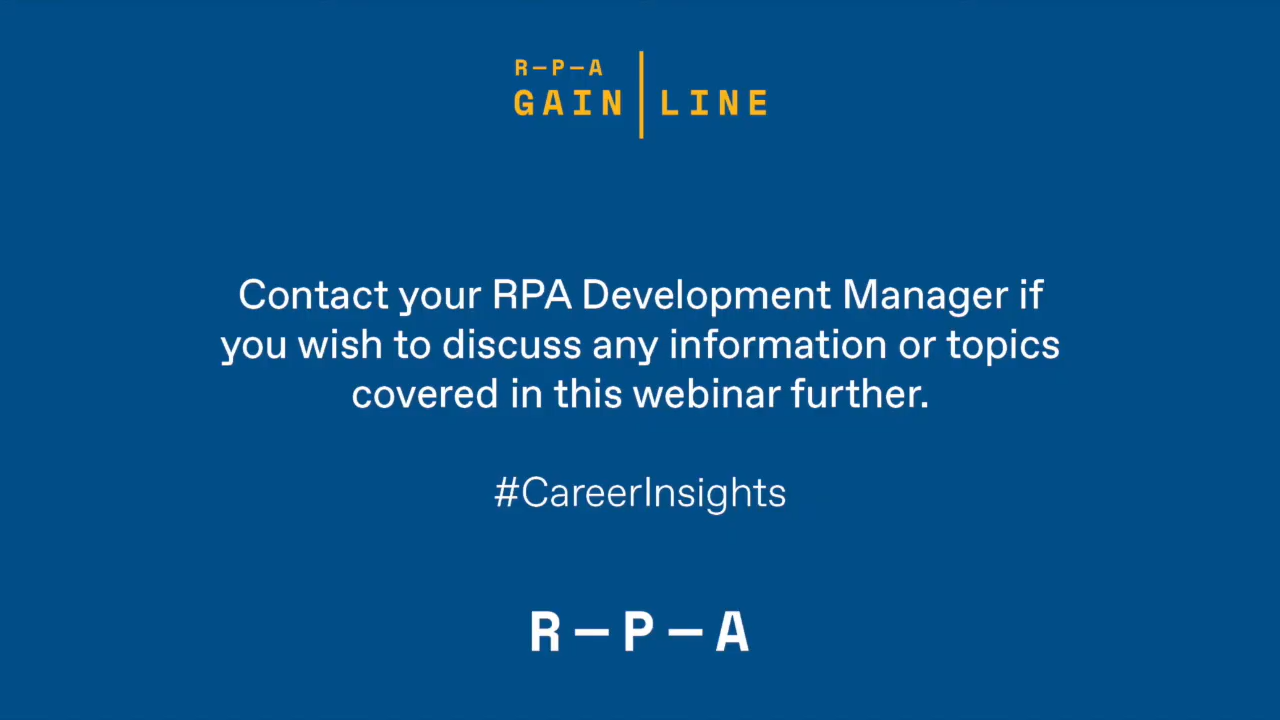 R—P—A
GAIN LINE
Contact your RPA Development Manager if
you wish to discuss any information or topics
covered in this webinar further.
#CareerInsights
R—P—A